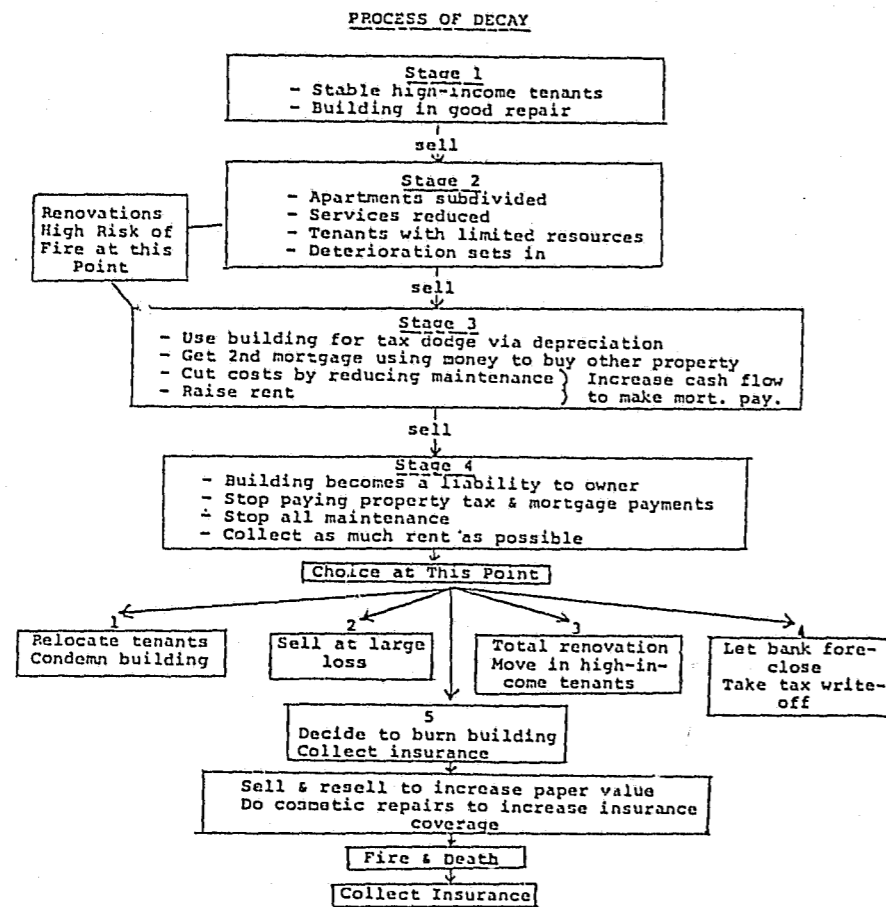 PROCESS OF DECAY
Stage 1
- Stable high-income tenants
- Building in good repair
sell
Stage 2
- Apartments subdivided
- Services reduced
- Tenants with limited resources
- Deterioration sets in
Renovations
High Risk of
Fire at this
Point
sell
Stage 3
- Use building for tax dodge via depreciation
- Get 2nd mortgage using money to buy other property
- Cut costs by reducing maintenance } Increase cash flow
- Raise rent } to make mort. pay.
sell
Stage 4
- Building becomes a liability to owner
- Stop paying property tax & mortgage payments
- Stop all maintenance
- Collect as much rent as possible
Choice at This Point
1
Relocate tenants
Condemn building
2
Sell at large
loss
3
Total renovation
Move in high-in-
come tenants
4
Let bank fore-
close
Take tax write-
off
5
Decide to burn building
Collect insurance
Sell & resell to increase paper value
Do cosmetic repairs to increase insurance
coverage
Fire & Death
Collect Insurance